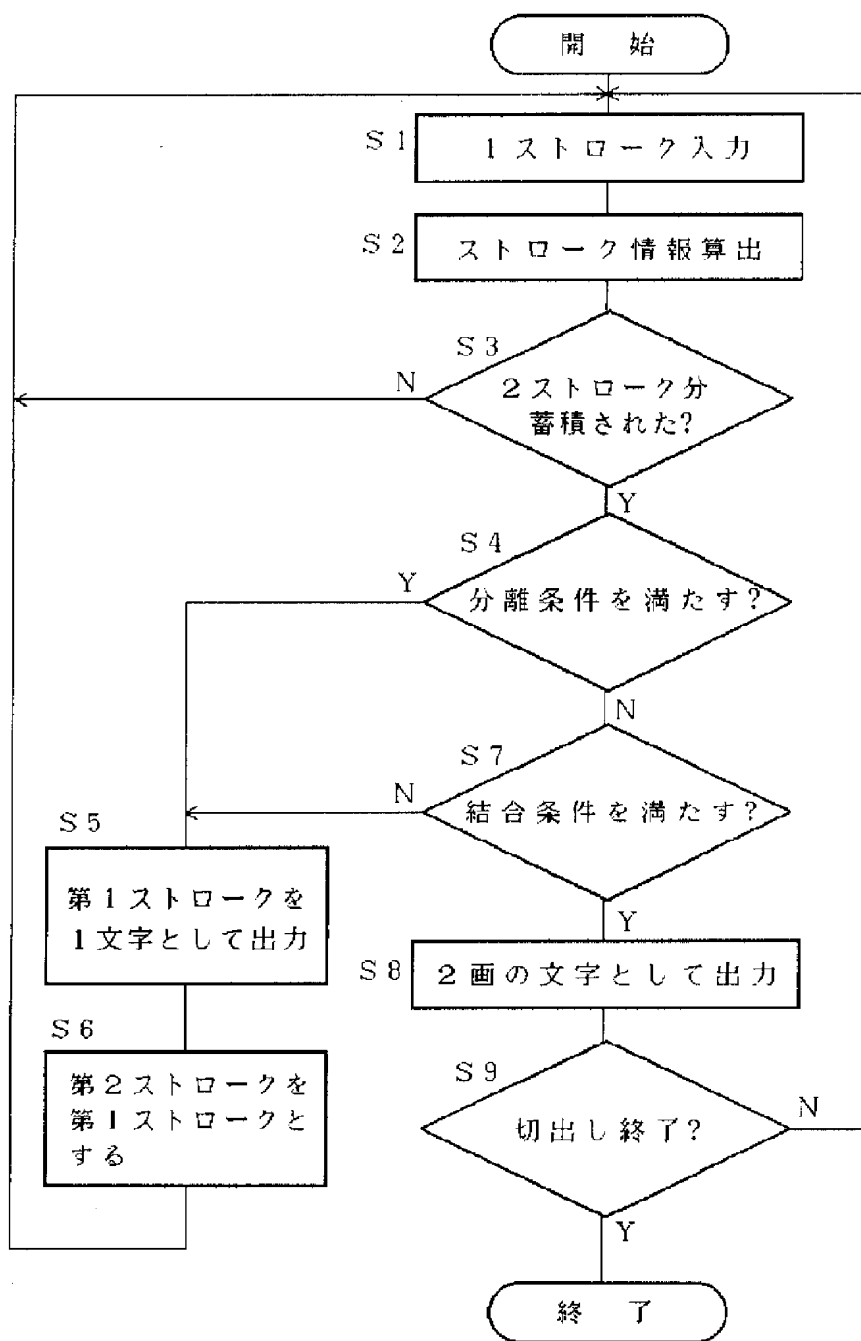 開始
S1
1ストローク入力
S2
ストローク情報算出
S3
N
2ストローク分
蓄積された?
Y
S4
Y
分離条件を満たす?
N
S7
N
結合条件を満たす?
Y
S5
第1ストロークを
1文字として出力
S8
2画の文字として出力
S6
第2ストロークを
第1ストロークと
する
S9
切出し終了?
N
Y
終了